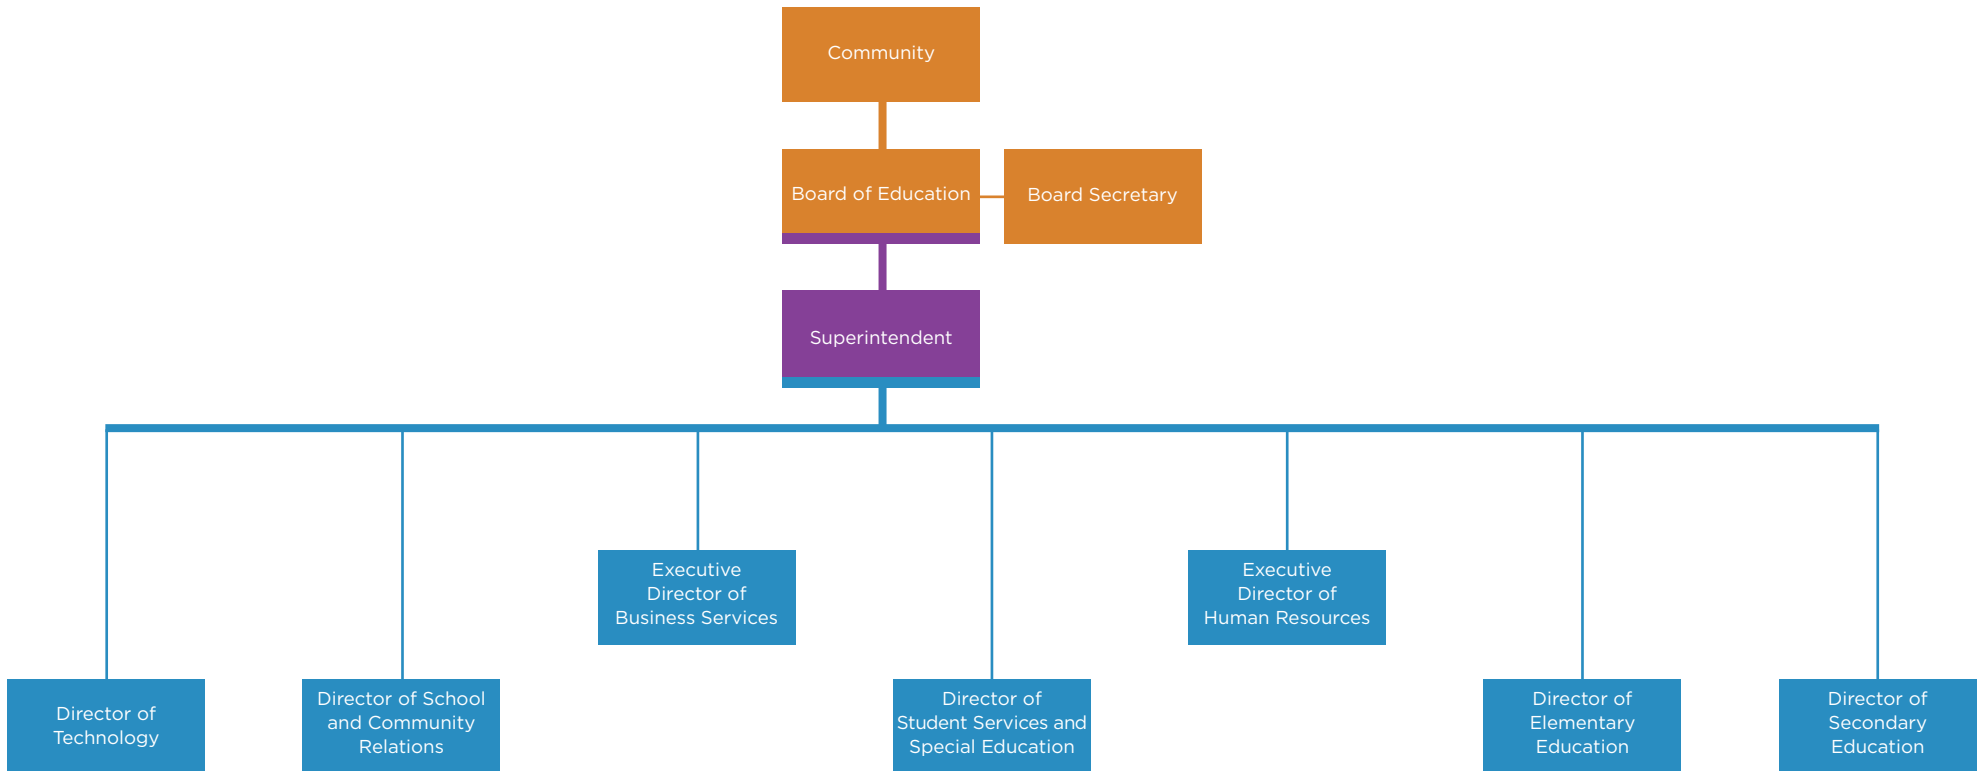 Community
Board of Education
Board Secretary
Superintendent
Executive
Director of
Business Services
Executive
Director of
Human Resources
Director of
Technology
Director of School
and Community
Relations
Director of
Student Services and
Special Education
Director of
Elementary
Education
Director of
Secondary
Education